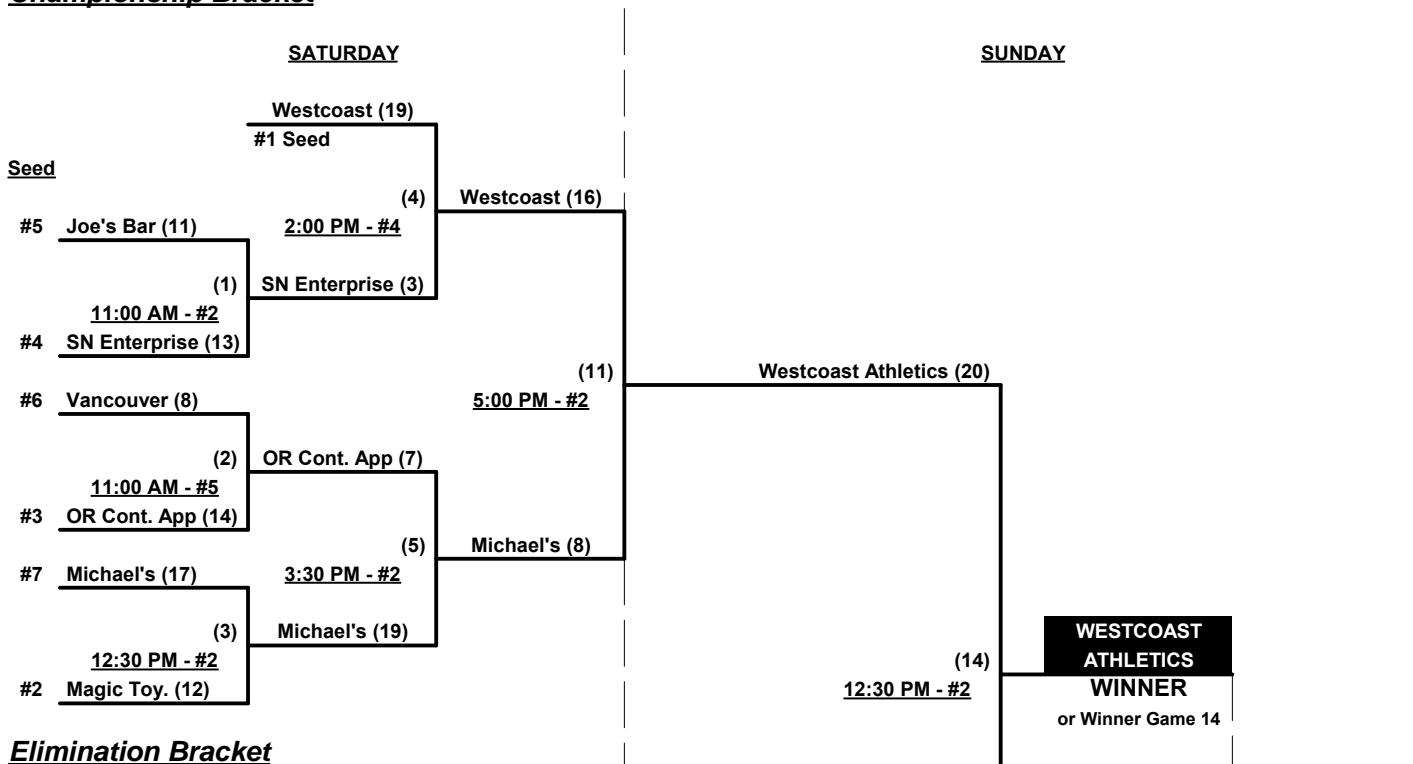 Championship Bracket
SATURDAY
SUNDAY
Westcoast (19)
#1 Seed
Seed
(4)
Westcoast (16)
#5 Joe's Bar (11)
2:00 PM - #4
(1)
SN Enterprise (3)
11:00 AM - #2
#4 SN Enterprise (13)
(11)
Westcoast Athletics (20)
#6 Vancouver (8)
5:00 PM - #2
(2)
OR Cont. App (7)
11:00 AM - #5
#3 OR Cont. App (14)
(5)
Michael's (8)
#7 Michael's (17)
3:30 PM - #2
(3)
Michael's (19)
WESTCOAST
12:30 PM - #2
(14)
ATHLETICS
#2 Magic Toy. (12)
12:30 PM - #2
WINNER
or Winner Game 14
Elimination Bracket